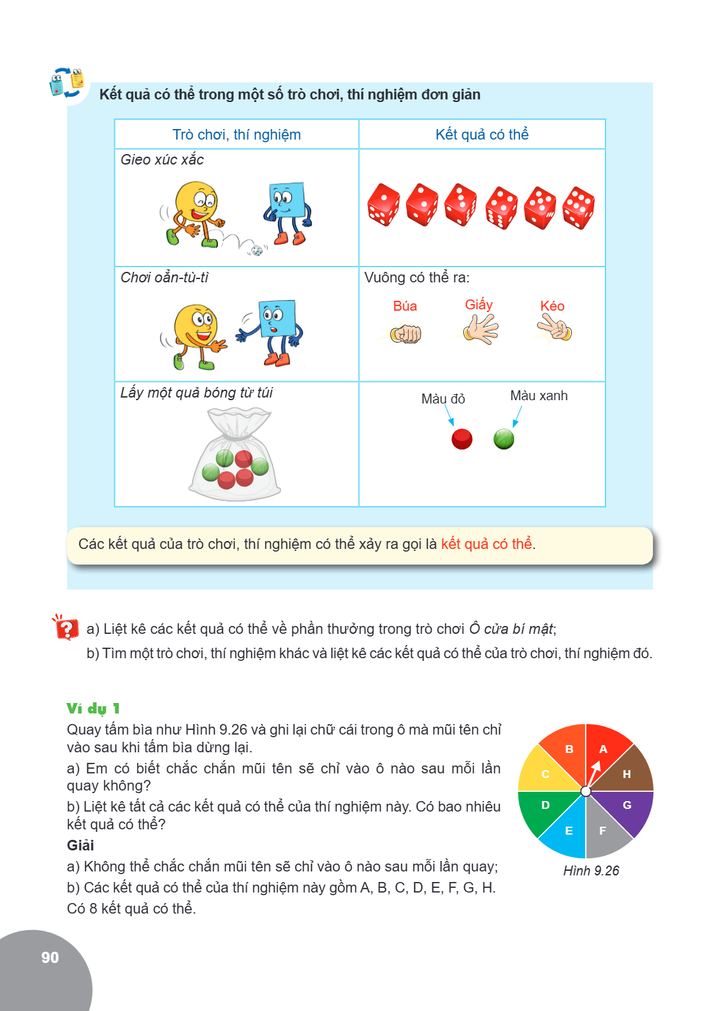 Kết quả có thể trong một số trò chơi, thí nghiệm đơn giản
Trò chơi, thí nghiệm
Kết quả có thể
Gieo xúc xắc
Chơi oẳn-tù-tì
Vuông có thể ra:
Búa
Giấy
Kéo
Lấy một quả bóng từ túi
Màu đỏ
Màu xanh
Các kết quả của trò chơi, thí nghiệm có thể xảy ra gọi là kết quả có thể.
?
a) Liệt kê các kết quả có thể về phần thưởng trong trò chơi Ô cửa bí mật;
b) Tìm một trò chơi, thí nghiệm khác và liệt kê các kết quả có thể của trò chơi, thí nghiệm đó.
Ví dụ 1
Quay tấm bìa như Hình 9.26 và ghi lại chữ cái trong ô mà mũi tên chỉ
vào sau khi tấm bìa dừng lại.
a) Em có biết chắc chắn mũi tên sẽ chỉ vào ô nào sau mỗi lần
quay không?
b) Liệt kê tất cả các kết quả có thể của thí nghiệm này. Có bao nhiêu
kết quả có thể?
Giải
a) Không thể chắc chắn mũi tên sẽ chỉ vào ô nào sau mỗi lần quay;
b) Các kết quả có thể của thí nghiệm này gồm A, B, C, D, E, F, G, H.
Có 8 kết quả có thể.
B
A
C
H
D
G
E
F
Hình 9.26
90